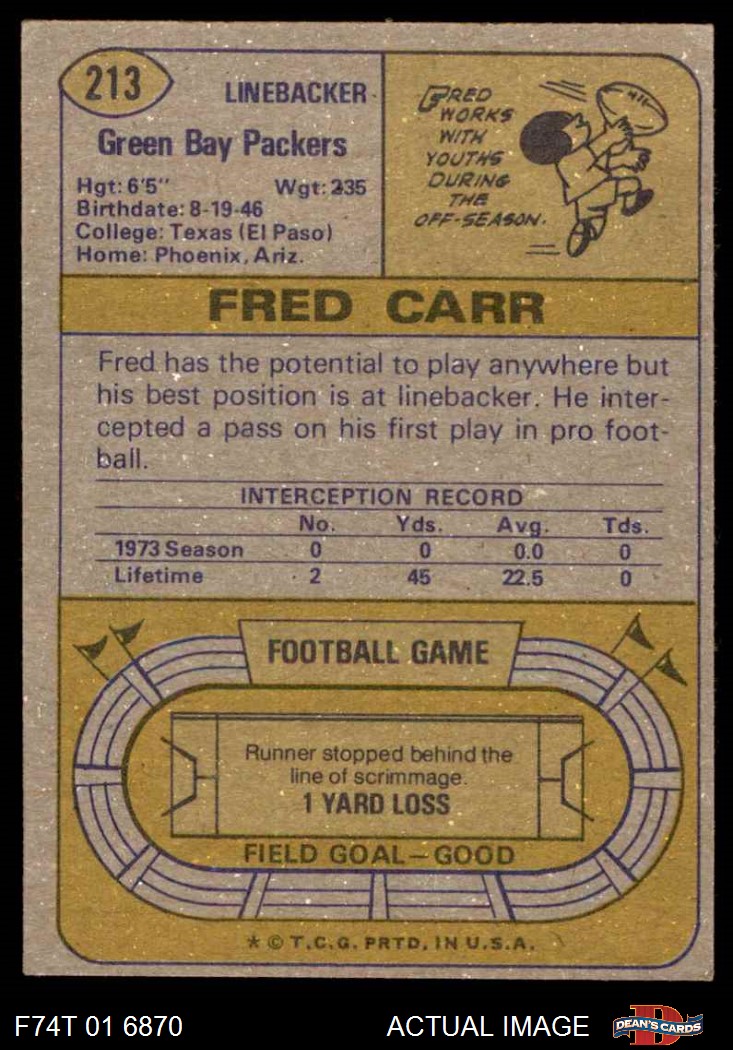 213
LINEBACKER
Green Bay Packers
Hgt: 6'5" Wgt: 235
Birthdate: 8-19-46
College: Texas (El Paso)
Home: Phoenix, Ariz.
FRED
WORKS
WITH
YOUTHS
DURING
THE
OFF-SEASON.
FRED CARR
Fred has the potential to play anywhere but
his best position is at linebacker. He inter-
cepted a pass on his first play in pro foot-
ball.
INTERCEPTION RECORD
No. Yds. Avg. Tds.
1973 Season 0 0 0.0 0
Lifetime 2 45 22.5 0
FOOTBALL GAME
Runner stopped behind the
line of scrimmage.
1 YARD LOSS
FIELD GOAL—GOOD
* © T.C.G. PRTD. IN U.S.A.
F74T 01 6870 ACTUAL IMAGE D DEAN'S CARDS